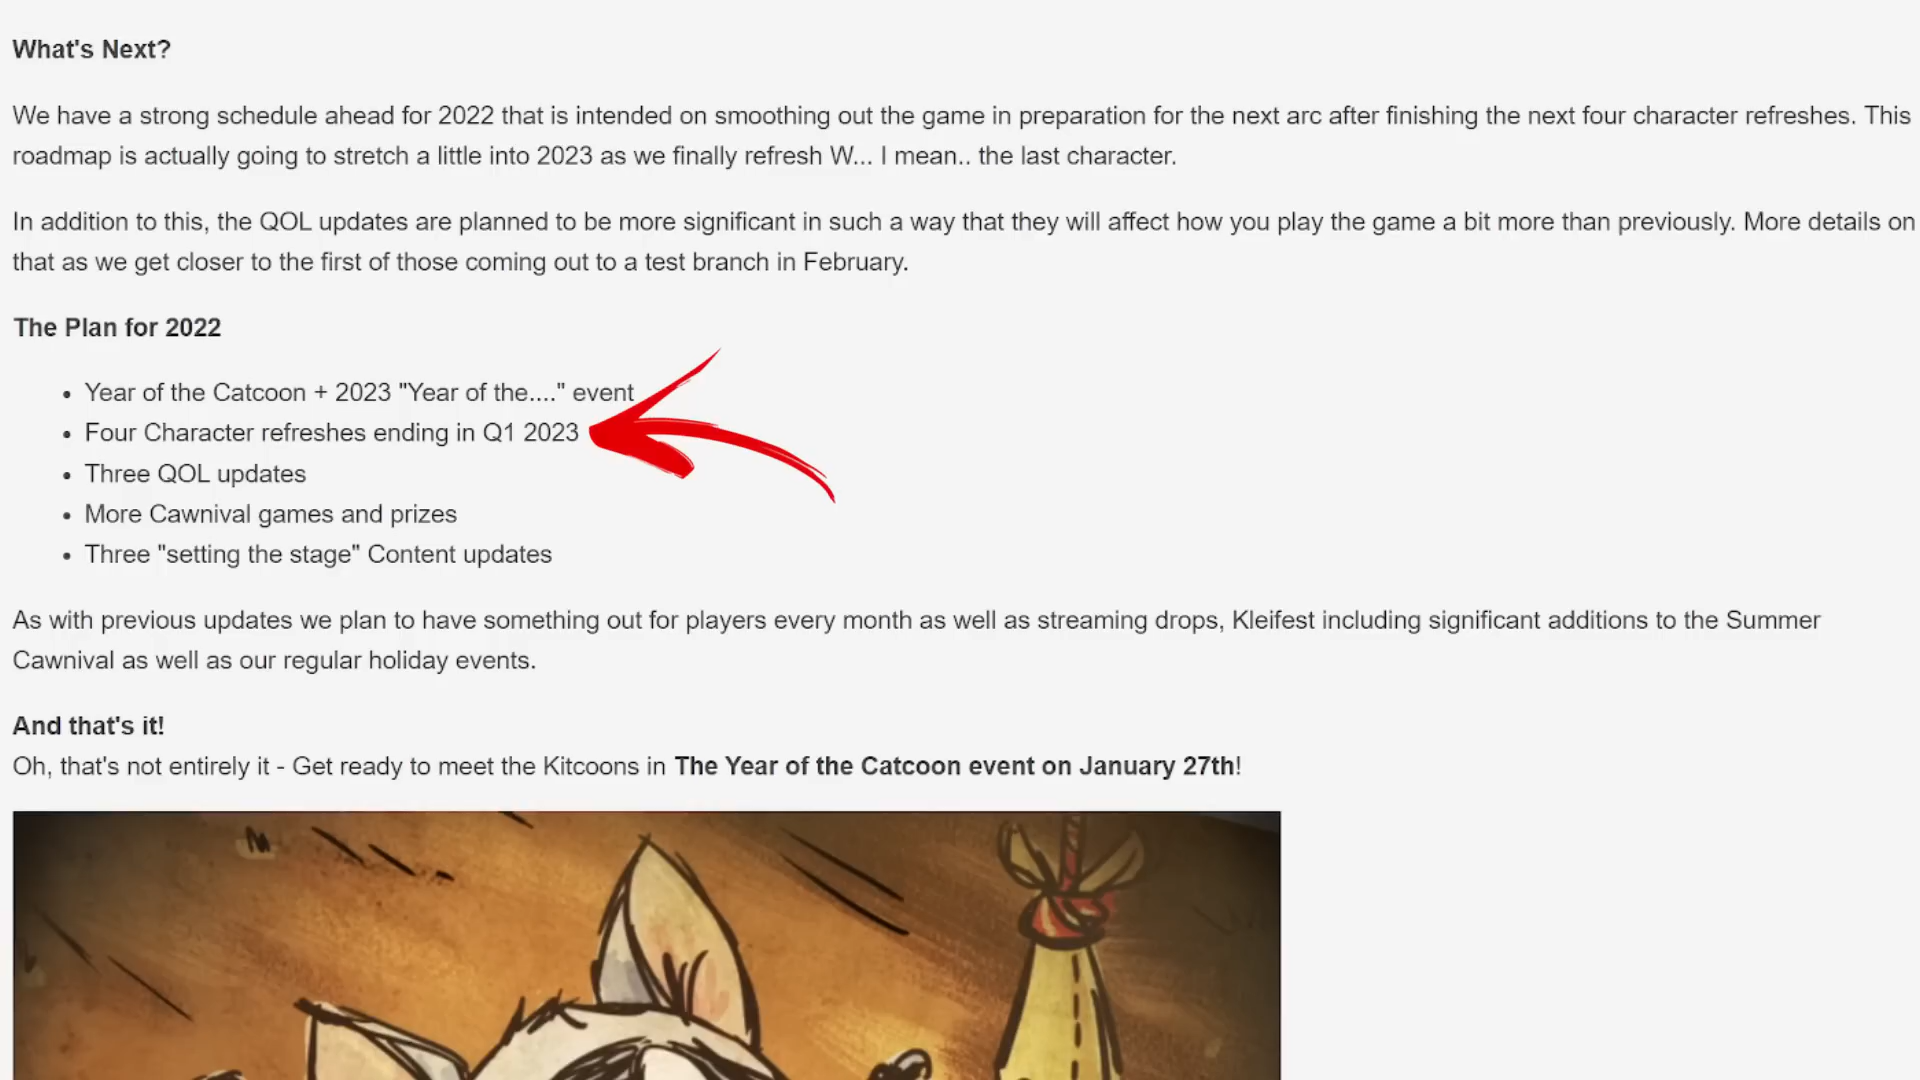 What's Next?
We have a strong schedule ahead for 2022 that is intended on smoothing out the game in preparation for the next arc after finishing the next four character refreshes. This
roadmap is actually going to stretch a little into 2023 as we finally refresh W... I mean.. the last character.
In addition to this, the QOL updates are planned to be more significant in such a way that they will affect how you play the game a bit more than previously. More details on
that as we get closer to the first of those coming out to a test branch in February.
The Plan for 2022
• Year of the Catcoon + 2023 "Year of the...." event
• Four Character refreshes ending in Q1 2023
• Three QOL updates
• More Cawnival games and prizes
• Three "setting the stage" Content updates
As with previous updates we plan to have something out for players every month as well as streaming drops, Kleifest including significant additions to the Summer
Cawnival as well as our regular holiday events.
And that's it!
Oh, that's not entirely it - Get ready to meet the Kitcoons in The Year of the Catcoon event on January 27th!